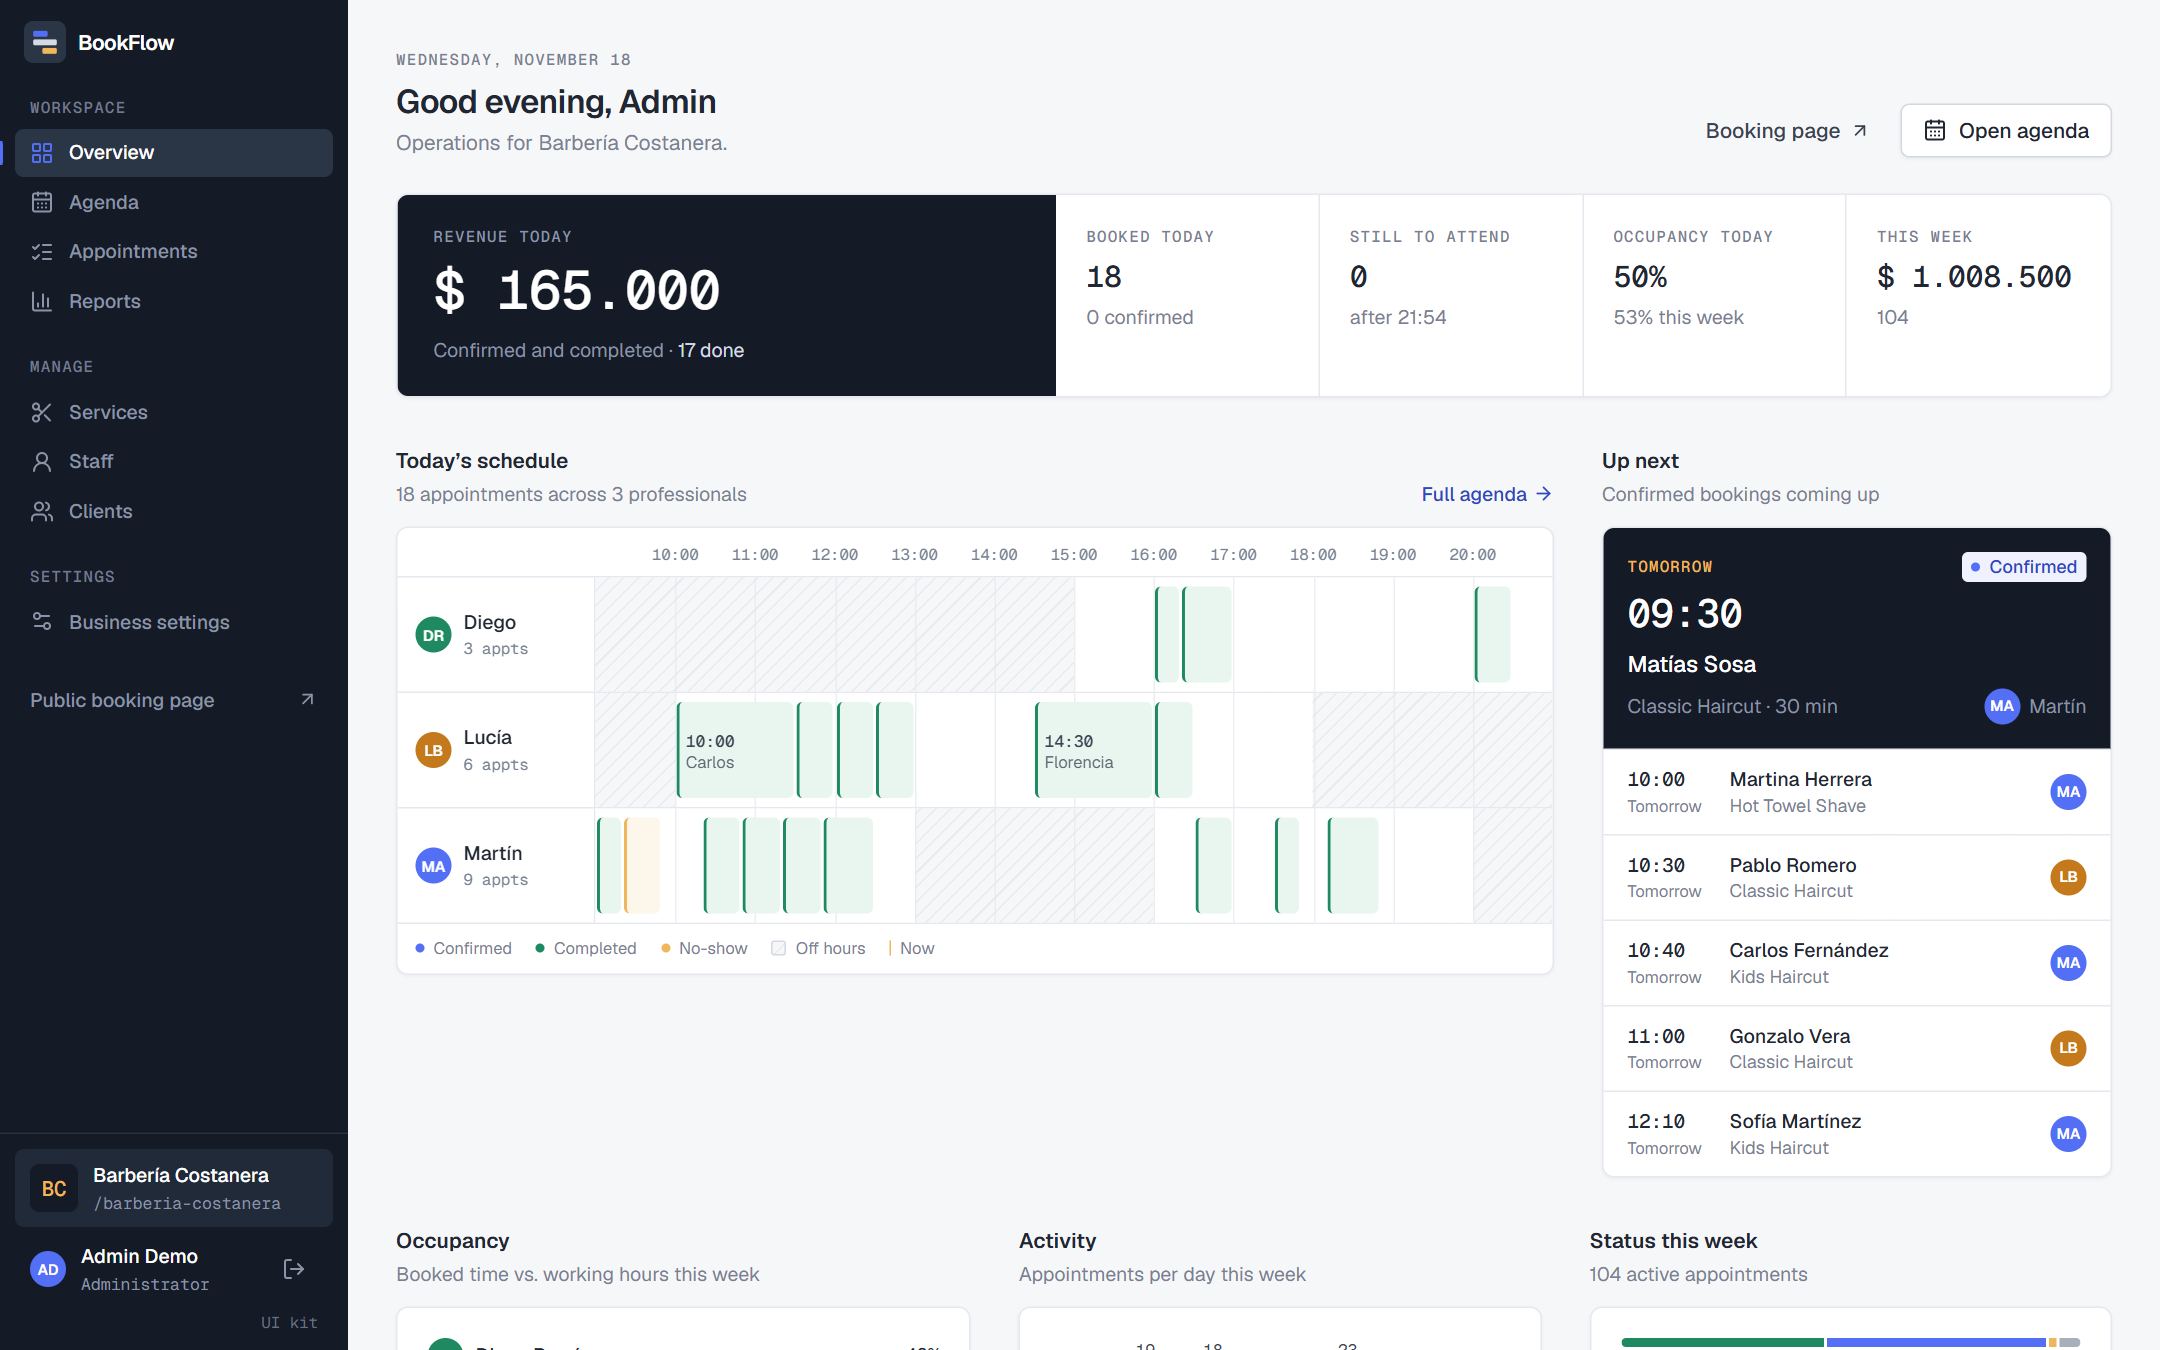 BookFlow
WORKSPACE
Overview
Agenda
Appointments
Reports
MANAGE
Services
Staff
Clients
SETTINGS
Business settings
Public booking page
BC
Barbería Costanera
/barberia-costanera
AD
Admin Demo
Administrator
UI kit
WEDNESDAY, NOVEMBER 18
Good evening, Admin
Operations for Barbería Costanera.
Booking page
Open agenda
REVENUE TODAY
$ 165.000
Confirmed and completed · 17 done
BOOKED TODAY
18
0 confirmed
STILL TO ATTEND
0
after 21:54
OCCUPANCY TODAY
50%
53% this week
THIS WEEK
$ 1.008.500
104
Today’s schedule
18 appointments across 3 professionals
Full agenda
10:00 11:00 12:00 13:00 14:00 15:00 16:00 17:00 18:00 19:00 20:00
DR
Diego
3 appts
LB
Lucía
6 appts
10:00
Carlos
14:30
Florencia
MA
Martín
9 appts
Confirmed Completed No-show Off hours Now
Up next
Confirmed bookings coming up
TOMORROW
Confirmed
09:30
Matías Sosa
Classic Haircut · 30 min
MA Martín
10:00 Martina Herrera
Tomorrow Hot Towel Shave
MA
10:30 Pablo Romero
Tomorrow Classic Haircut
LB
10:40 Carlos Fernández
Tomorrow Kids Haircut
MA
11:00 Gonzalo Vera
Tomorrow Classic Haircut
LB
12:10 Sofía Martínez
Tomorrow Kids Haircut
MA
Occupancy
Booked time vs. working hours this week
Activity
Appointments per day this week
Status this week
104 active appointments